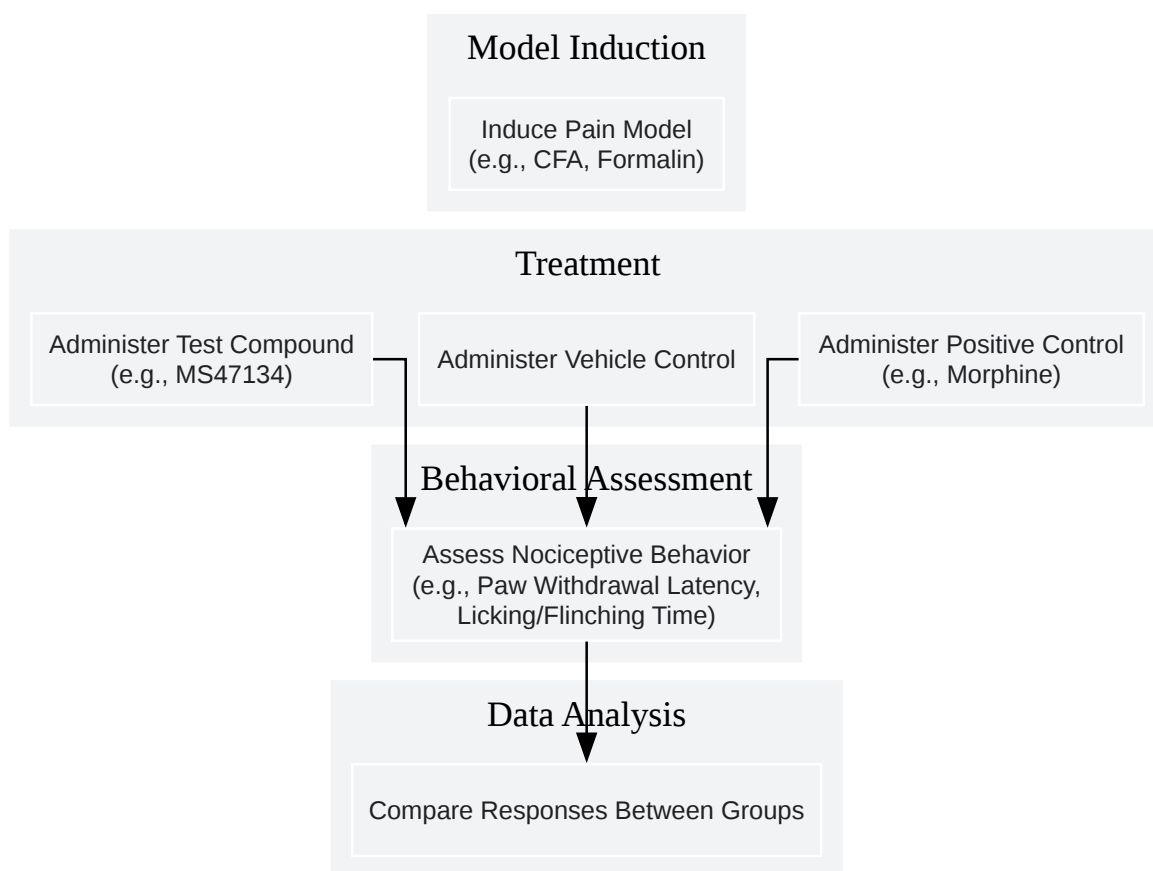 Model Induction
Induce Pain Model
(e.g., CFA, Formalin)
Treatment
Administer Test Compound
(e.g., MS47134)
Administer Vehicle Control
Administer Positive Control
(e.g., Morphine)
Behavioral Assessment
Assess Nociceptive Behavior
(e.g., Paw Withdrawal Latency,
Licking/Flinching Time)
Data Analysis
Compare Responses Between Groups